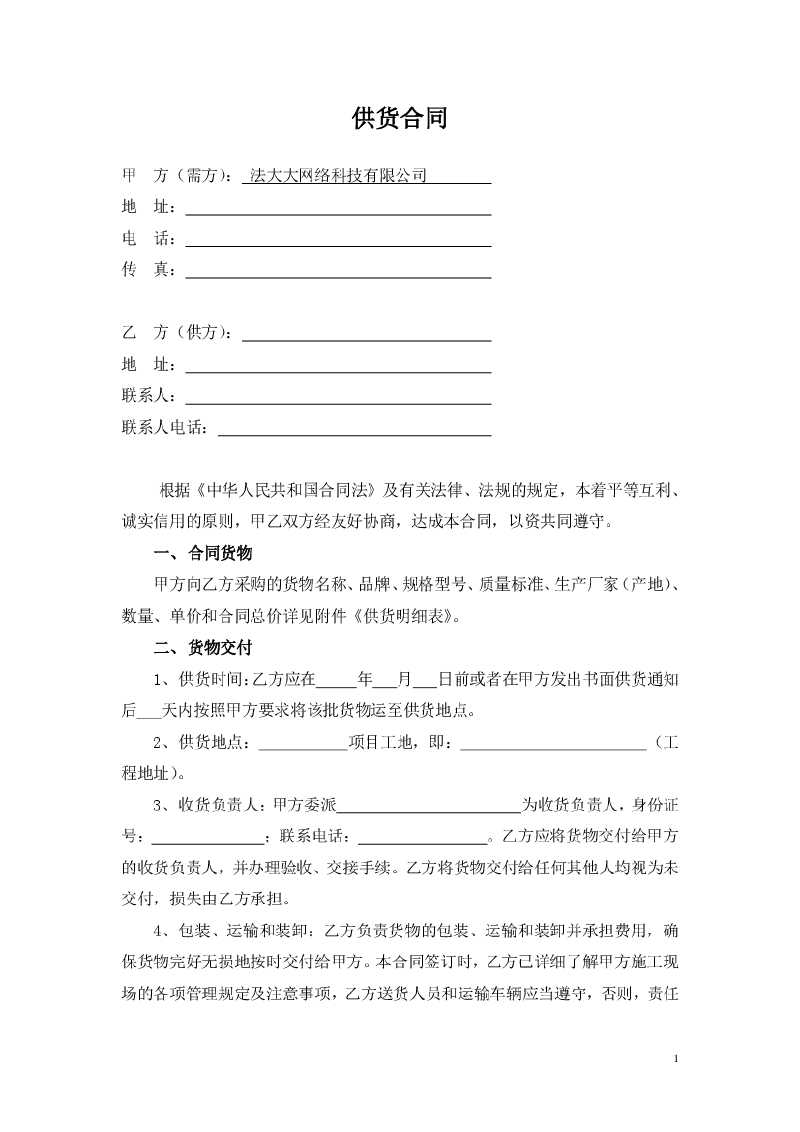 供货合同
甲　方（需方）： 法大大网络科技有限公司
地　址：
电　话：
传　真：
乙　方（供方）：
地　址：
联系人：
联系人电话：
根据《中华人民共和国合同法》及有关法律、法规的规定，本着平等互利、
诚实信用的原则，甲乙双方经友好协商，达成本合同，以资共同遵守。
一、合同货物
甲方向乙方采购的货物名称、品牌、规格型号、质量标准、生产厂家（产地）、
数量、单价和合同总价详见附件《供货明细表》。
二、货物交付
1、供货时间：乙方应在_____年___月___日前或者在甲方发出书面供货通知
后___天内按照甲方要求将该批货物运至供货地点。
2、供货地点：___________项目工地，即：_______________________（工
程地址）。
3、收货负责人：甲方委派_______________________为收货负责人，身份证
号：______________；联系电话：________________。乙方应将货物交付给甲方
的收货负责人，并办理验收、交接手续。乙方将货物交付给任何其他人均视为未
交付，损失由乙方承担。
4、包装、运输和装卸：乙方负责货物的包装、运输和装卸并承担费用，确
保货物完好无损地按时交付给甲方。本合同签订时，乙方已详细了解甲方施工现
场的各项管理规定及注意事项，乙方送货人员和运输车辆应当遵守，否则，责任
1